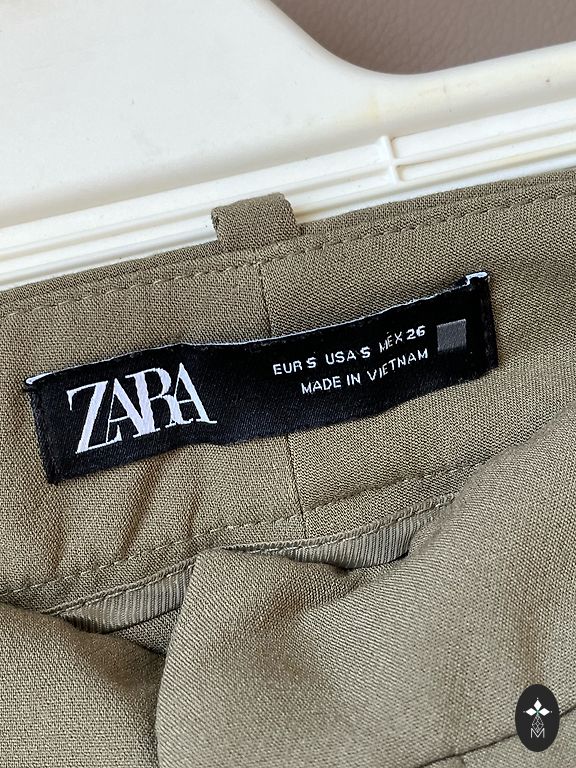 ZARA
EUR S USA S MEX 26
MADE IN VIETNAM
M